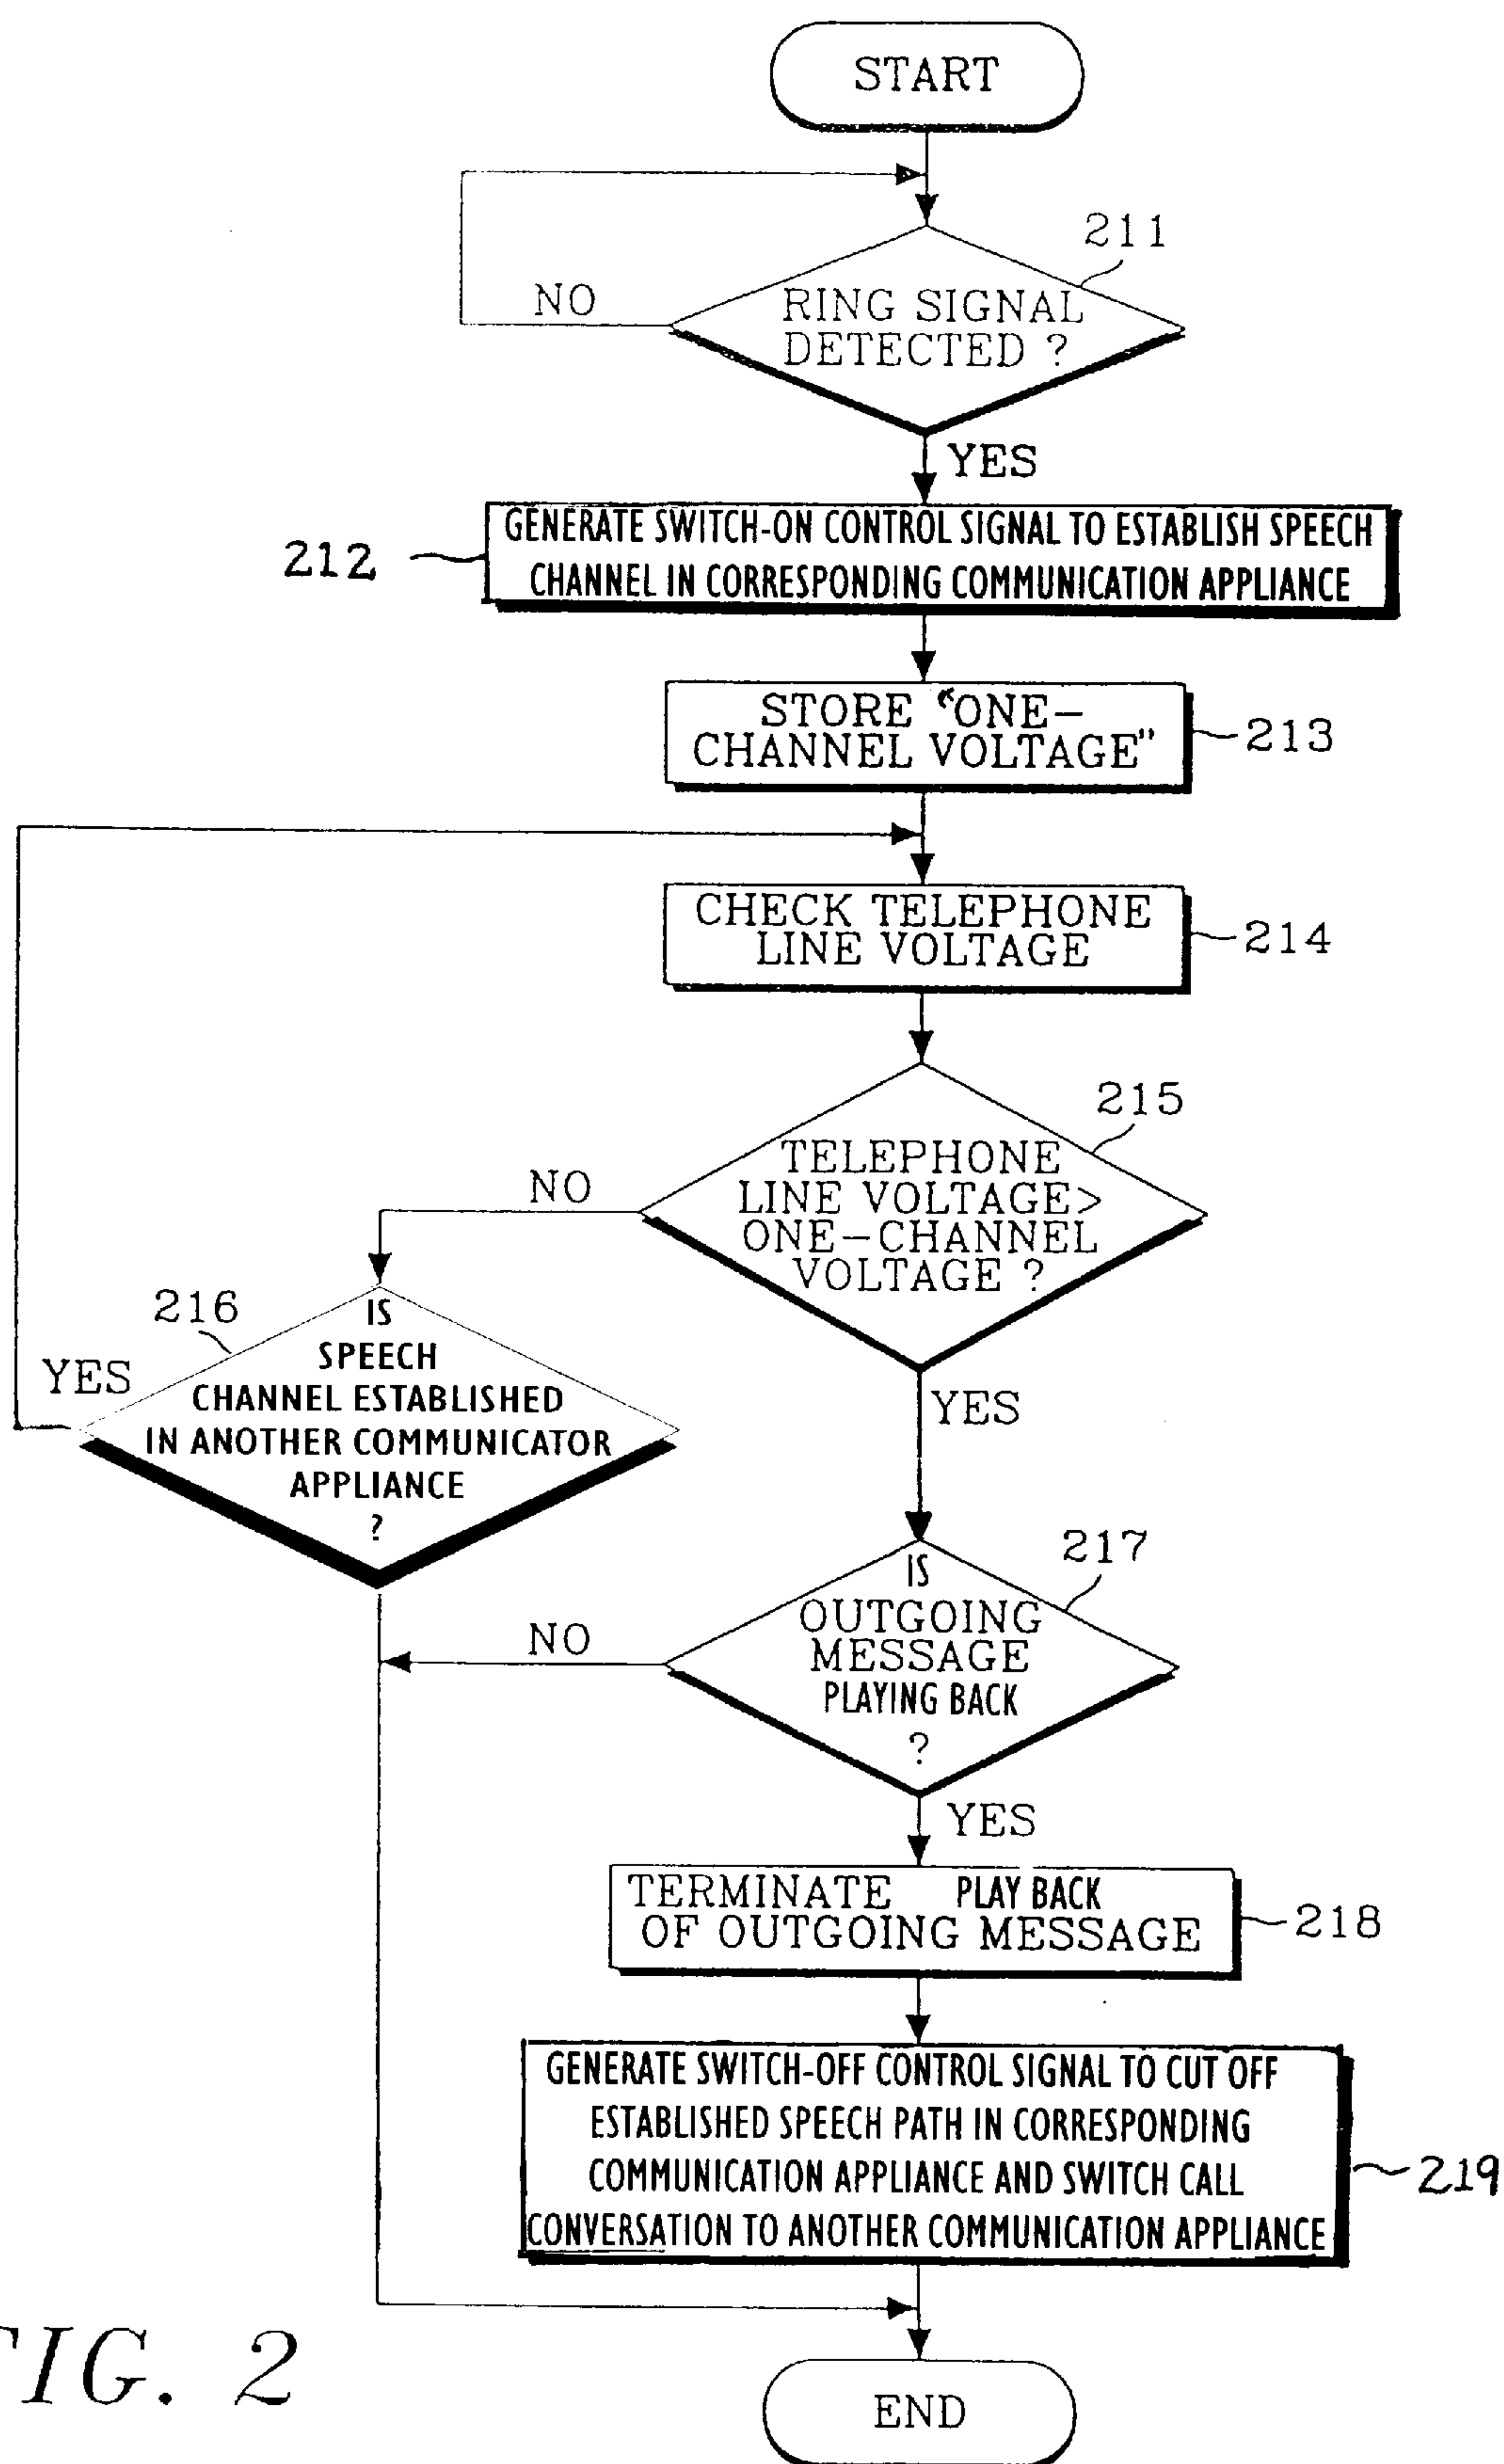 START
211
NO
RING SIGNAL
DETECTED ?
YES
212
GENERATE SWITCH-ON CONTROL SIGNAL TO ESTABLISH SPEECH
CHANNEL IN CORRESPONDING COMMUNICATION APPLIANCE
STORE "ONE-
CHANNEL VOLTAGE"
213
CHECK TELEPHONE
LINE VOLTAGE
214
215
NO
TELEPHONE
LINE VOLTAGE>
ONE-CHANNEL
VOLTAGE ?
216
YES
IS
SPEECH
CHANNEL ESTABLISHED
IN ANOTHER COMMUNICATOR
APPLIANCE
?
YES
217
NO
IS
OUTGOING
MESSAGE
PLAYING BACK
?
YES
TERMINATE PLAY BACK
OF OUTGOING MESSAGE
218
GENERATE SWITCH-OFF CONTROL SIGNAL TO CUT OFF
ESTABLISHED SPEECH PATH IN CORRESPONDING
COMMUNICATION APPLIANCE AND SWITCH CALL
CONVERSATION TO ANOTHER COMMUNICATION APPLIANCE
219
FIG. 2
END